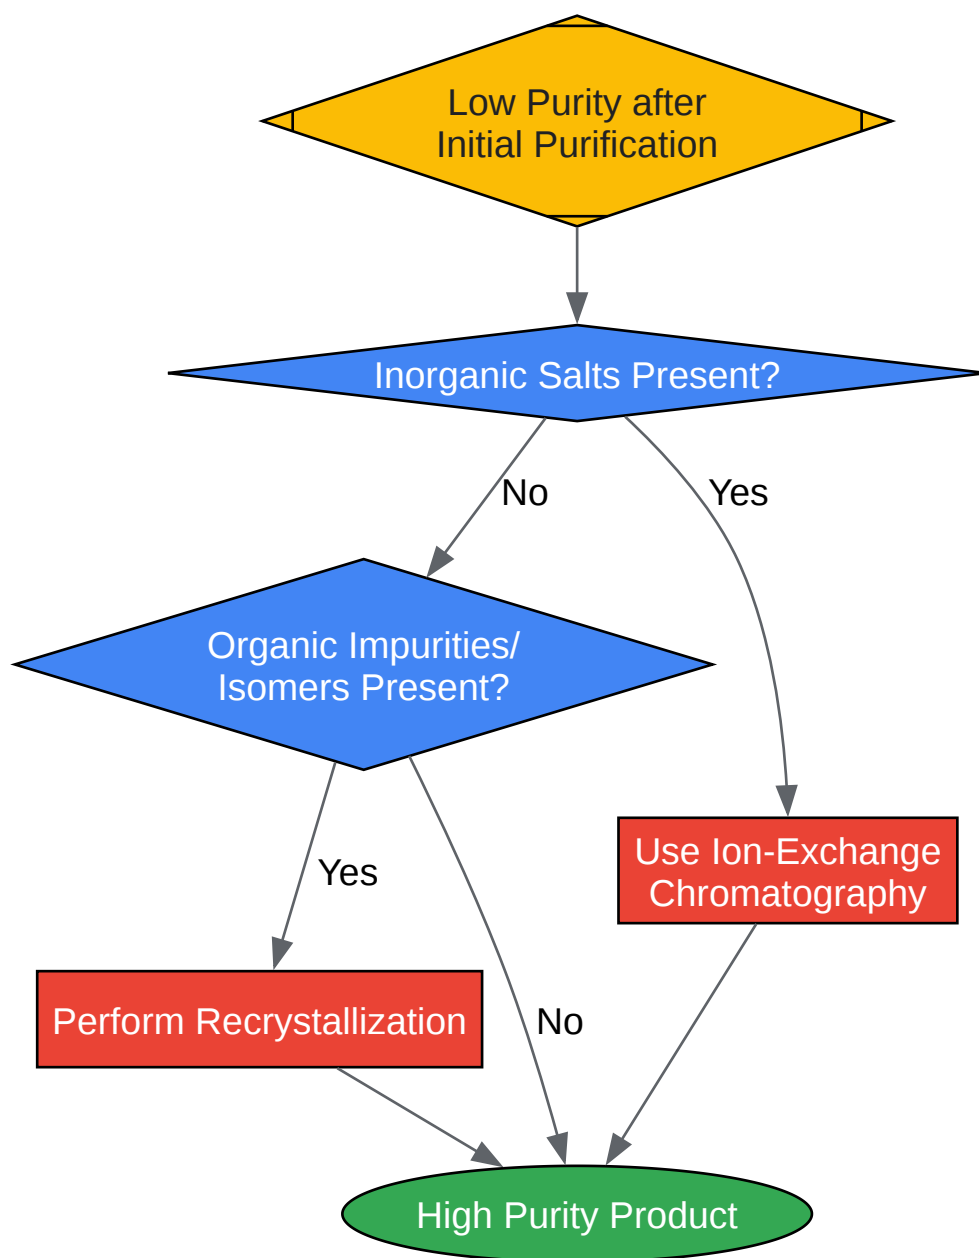 Low Purity after
Initial Purification
Inorganic Salts Present?
No
Yes
Organic Impurities/
Isomers Present?
Use Ion-Exchange
Chromatography
Yes
Perform Recrystallization
No
High Purity Product